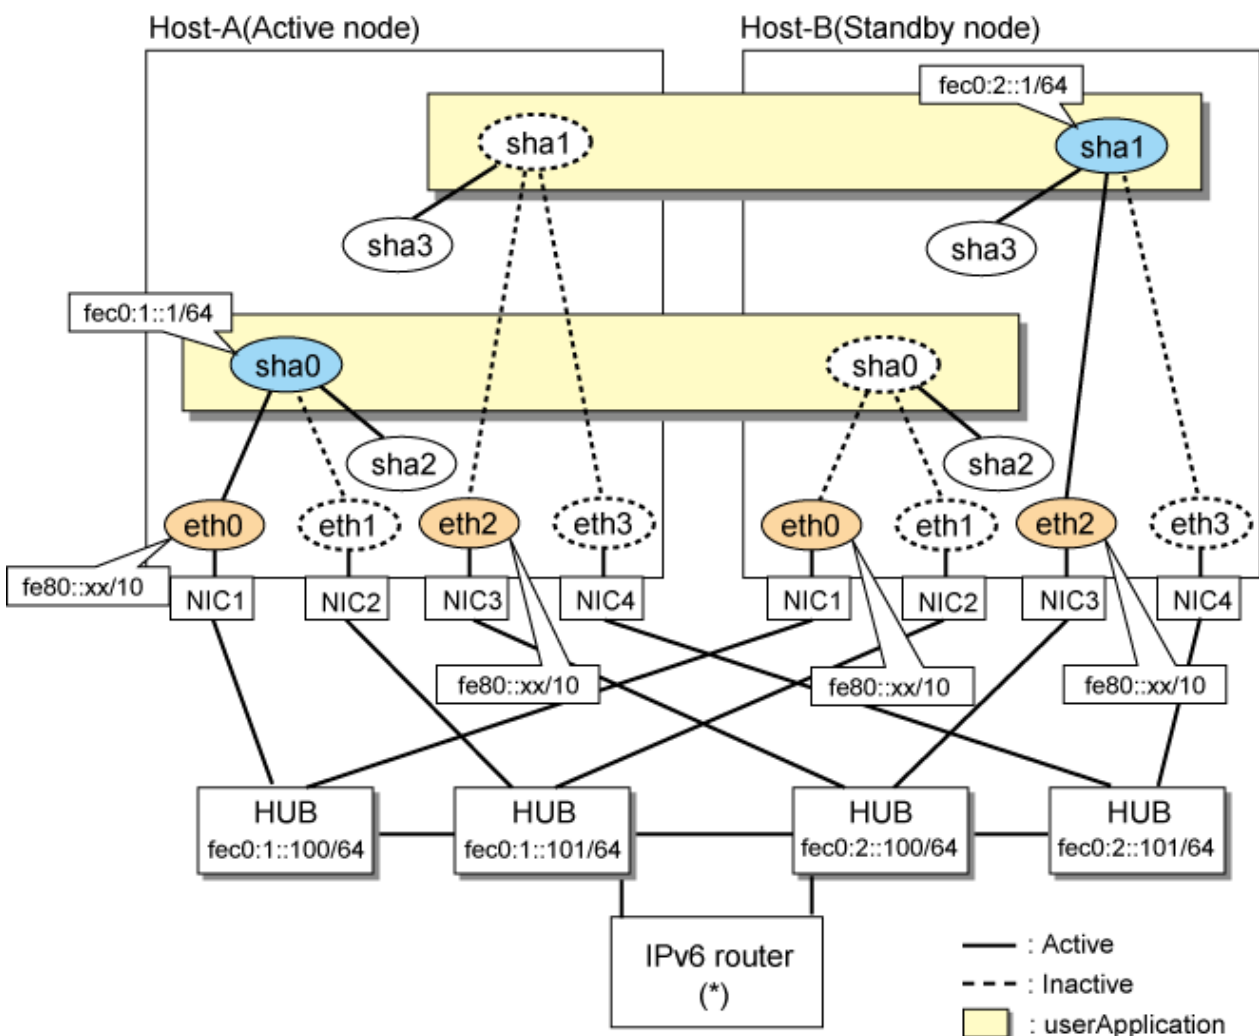 Host-A(Active node)
Host-B(Standby node)
fec0:2::1/64
sha1
sha1
sha3
sha3
fec0:1::1/64
sha0
sha0
sha2
sha2
eth0
eth1
eth2
eth3
eth0
eth1
eth2
eth3
fe80::xx/10
NIC1
NIC2
NIC3
NIC4
NIC1
NIC2
NIC3
NIC4
fe80::xx/10
fe80::xx/10
fe80::xx/10
HUB
fec0:1::100/64
HUB
fec0:1::101/64
HUB
fec0:2::100/64
HUB
fec0:2::101/64
IPv6 router
(*)
: Active
: Inactive
: userApplication